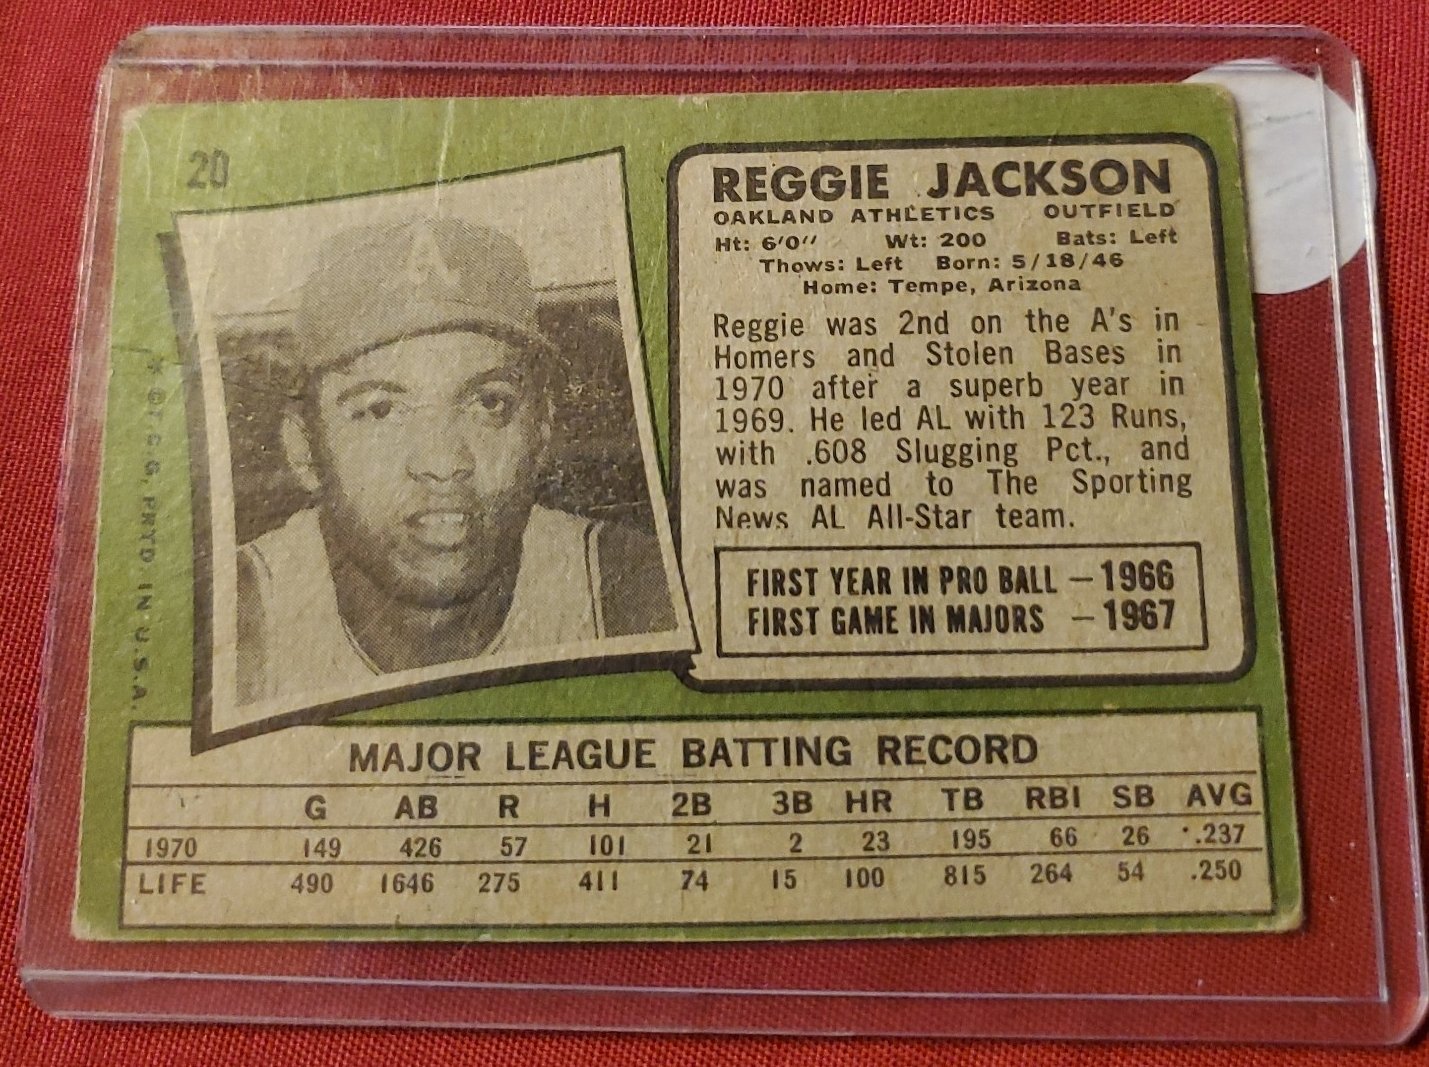 20
REGGIE JACKSON
OAKLAND ATHLETICS OUTFIELD
Ht: 6'0" Wt: 200 Bats: Left
Thows: Left Born: 5/18/46
Home: Tempe, Arizona
Reggie was 2nd on the A's in
Homers and Stolen Bases in
1970 after a superb year in
1969. He led AL with 123 Runs,
with .608 Slugging Pct., and
was named to The Sporting
News AL All-Star team.
FIRST YEAR IN PRO BALL — 1966
FIRST GAME IN MAJORS — 1967
A
T.C.G. PRTD. IN U.S.A.
MAJOR LEAGUE BATTING RECORD
G AB R H 2B 3B HR TB RBI SB AVG
1970 149 426 57 101 21 2 23 195 66 26 .237
LIFE 490 1646 275 411 74 15 100 815 264 54 .250